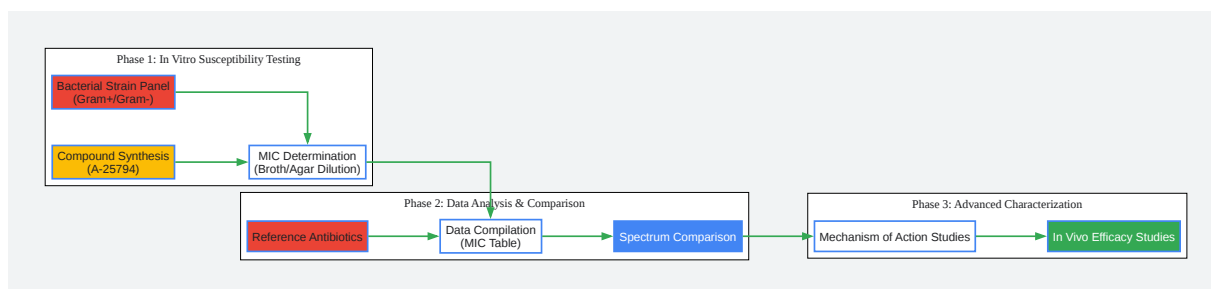 Phase 1: In Vitro Susceptibility Testing
Bacterial Strain Panel
(Gram+/Gram-)
Compound Synthesis
(A-25794)
MIC Determination
(Broth/Agar Dilution)
Phase 2: Data Analysis & Comparison
Reference Antibiotics
Data Compilation
(MIC Table)
Spectrum Comparison
Phase 3: Advanced Characterization
Mechanism of Action Studies
In Vivo Efficacy Studies